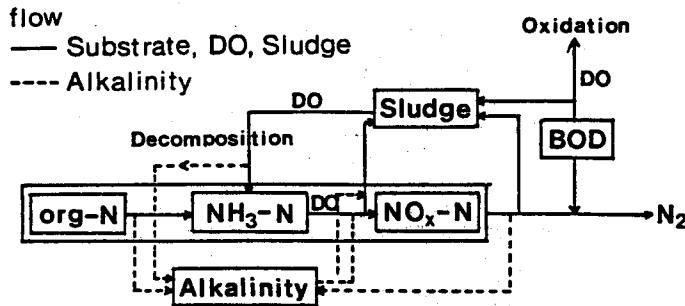 flow
Substrate, DO, Sludge
Alkalinity
Oxidation
DO
DO
Sludge
BOD
Decomposition
org-N
NH₃-N
DO
NOₓ-N
N₂
Alkalinity